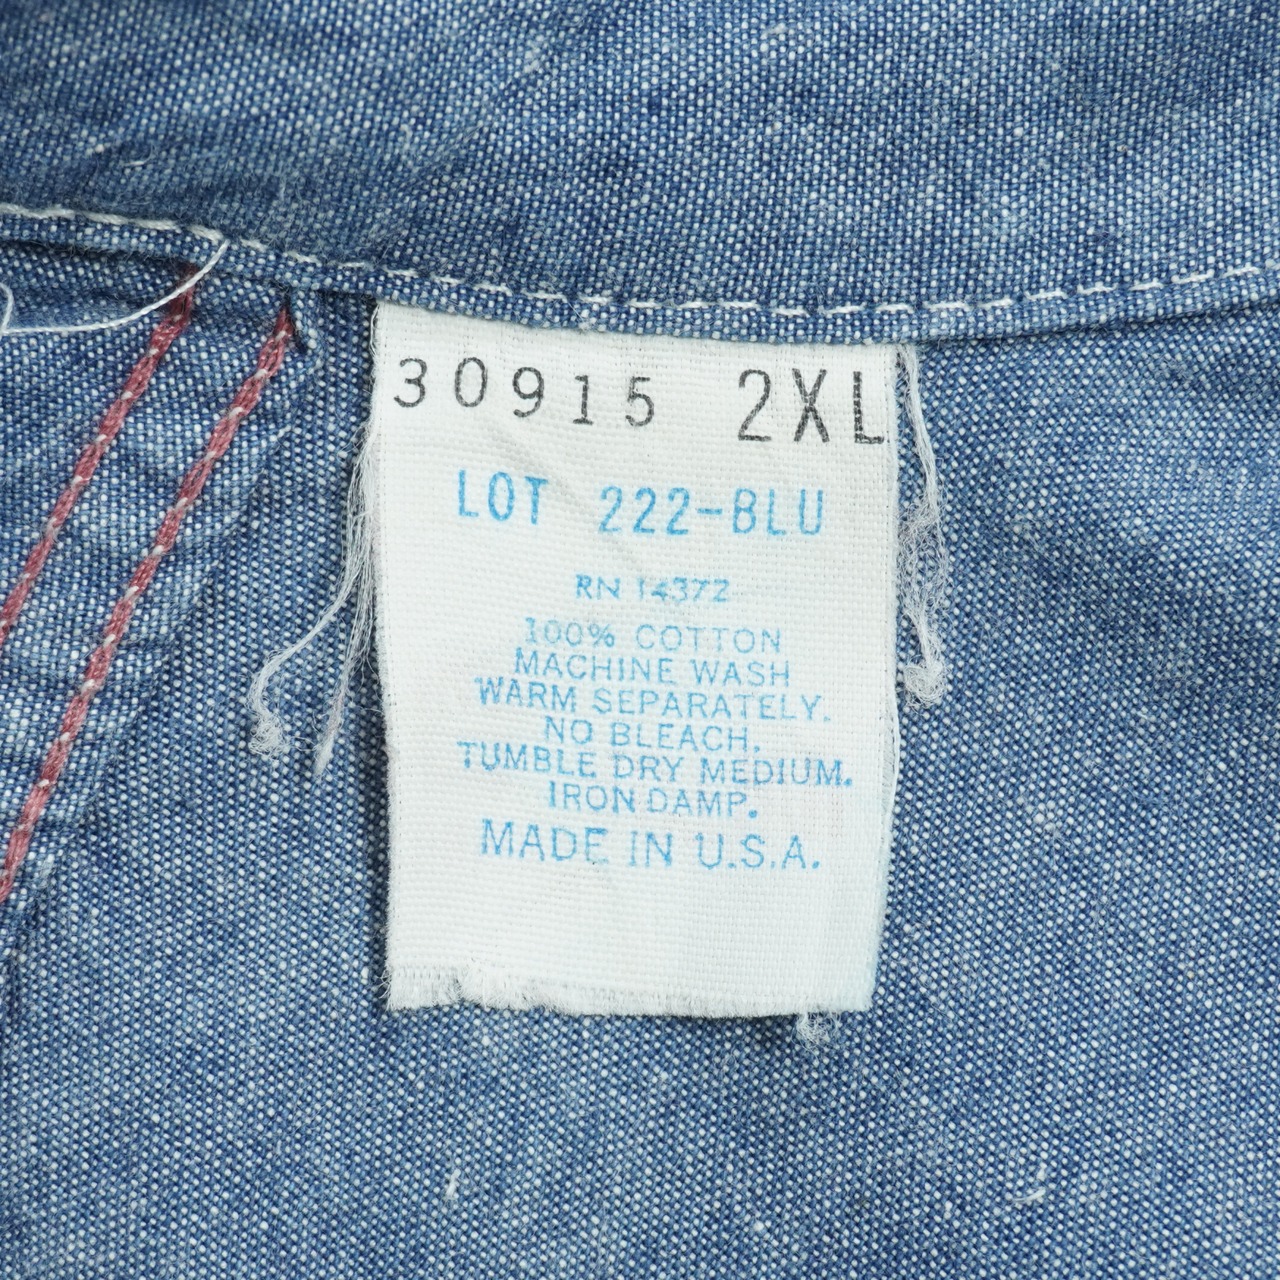 30915 2XL
LOT 222-BLU
RN 14372
100% COTTON
MACHINE WASH
WARM SEPARATELY.
NO BLEACH.
TUMBLE DRY MEDIUM.
IRON DAMP.
MADE IN U.S.A.